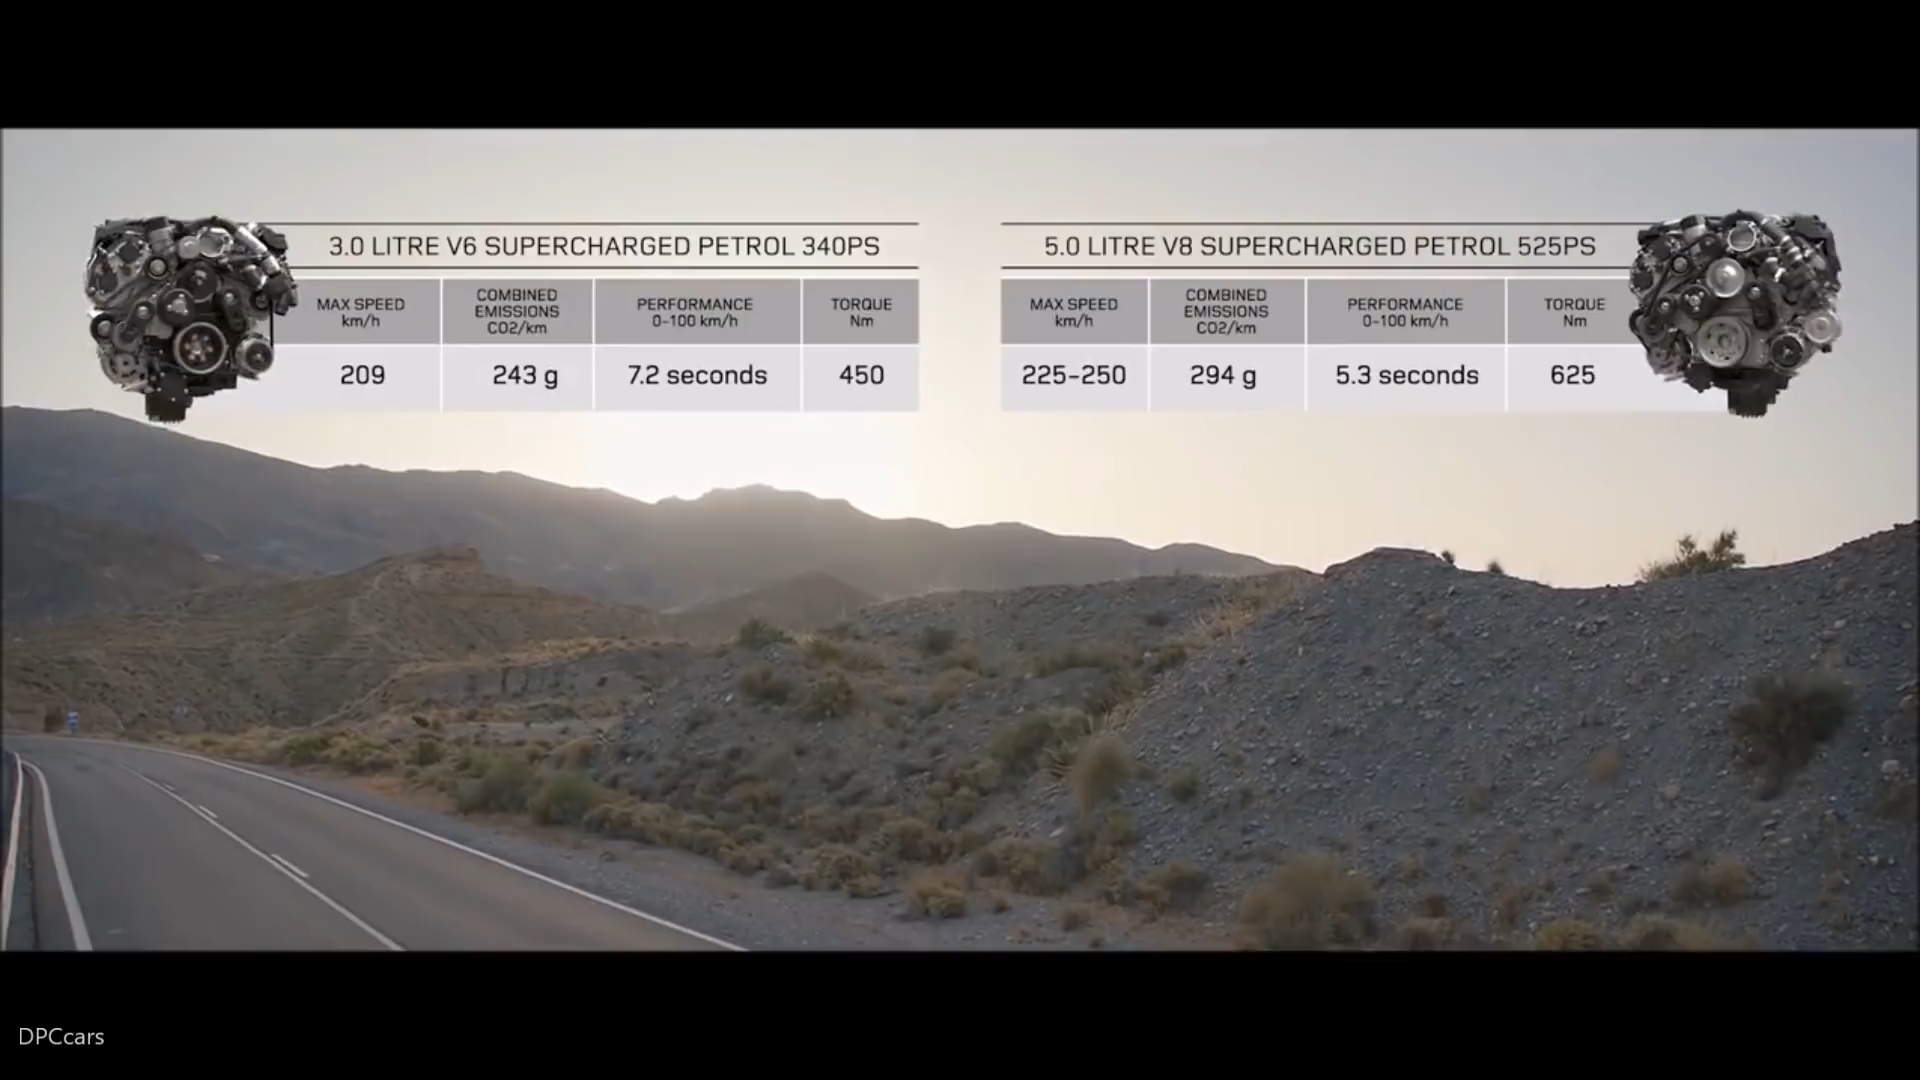 3.0 LITRE V6 SUPERCHARGED PETROL 340PS
MAX SPEED
km/h
COMBINED
EMISSIONS
CO2/km
PERFORMANCE
0-100 km/h
TORQUE
Nm
209
243 g
7.2 seconds
450
5.0 LITRE V8 SUPERCHARGED PETROL 525PS
MAX SPEED
km/h
COMBINED
EMISSIONS
CO2/km
PERFORMANCE
0-100 km/h
TORQUE
Nm
225-250
294 g
5.3 seconds
625
DPCcars